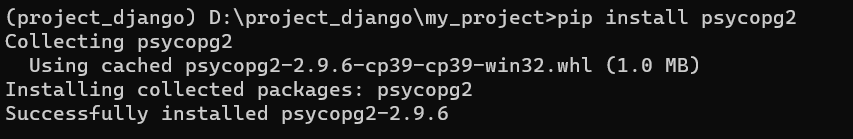 (project_django) D:\project_django\my_project>pip install psycopg2
Collecting psycopg2
  Using cached psycopg2-2.9.6-cp39-cp39-win32.whl (1.0 MB)
Installing collected packages: psycopg2
Successfully installed psycopg2-2.9.6